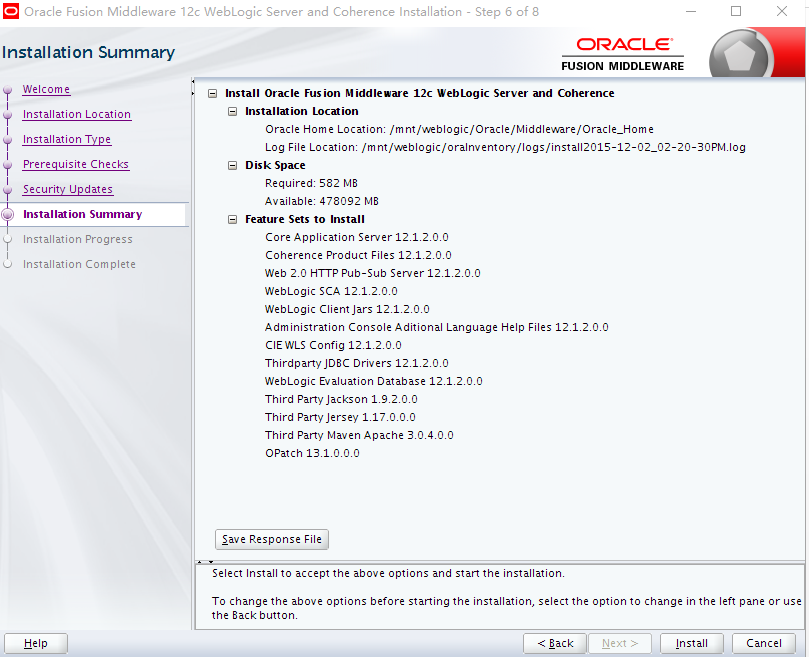 Oracle Fusion Middleware 12c WebLogic Server and Coherence Installation - Step 6 of 8
Installation Summary
ORACLE
FUSION MIDDLEWARE
Welcome
Installation Location
Installation Type
Prerequisite Checks
Security Updates
Installation Summary
Installation Progress
Installation Complete
Install Oracle Fusion Middleware 12c WebLogic Server and Coherence
Installation Location
Oracle Home Location: /mnt/weblogic/Oracle/Middleware/Oracle_Home
Log File Location: /mnt/weblogic/oraInventory/logs/install2015-12-02_02-20-30PM.log
Disk Space
Required: 582 MB
Available: 478092 MB
Feature Sets to Install
Core Application Server 12.1.2.0.0
Coherence Product Files 12.1.2.0.0
Web 2.0 HTTP Pub-Sub Server 12.1.2.0.0
WebLogic SCA 12.1.2.0.0
WebLogic Client Jars 12.1.2.0.0
Administration Console Aditional Language Help Files 12.1.2.0.0
CIE WLS Config 12.1.2.0.0
Thirdparty JDBC Drivers 12.1.2.0.0
WebLogic Evaluation Database 12.1.2.0.0
Third Party Jackson 1.9.2.0.0
Third Party Jersey 1.17.0.0.0
Third Party Maven Apache 3.0.4.0.0
OPatch 13.1.0.0.0
Save Response File
Select Install to accept the above options and start the installation.
To change the above options before starting the installation, select the option to change in the left pane or use
the Back button.
Help
< Back
Next >
Install
Cancel